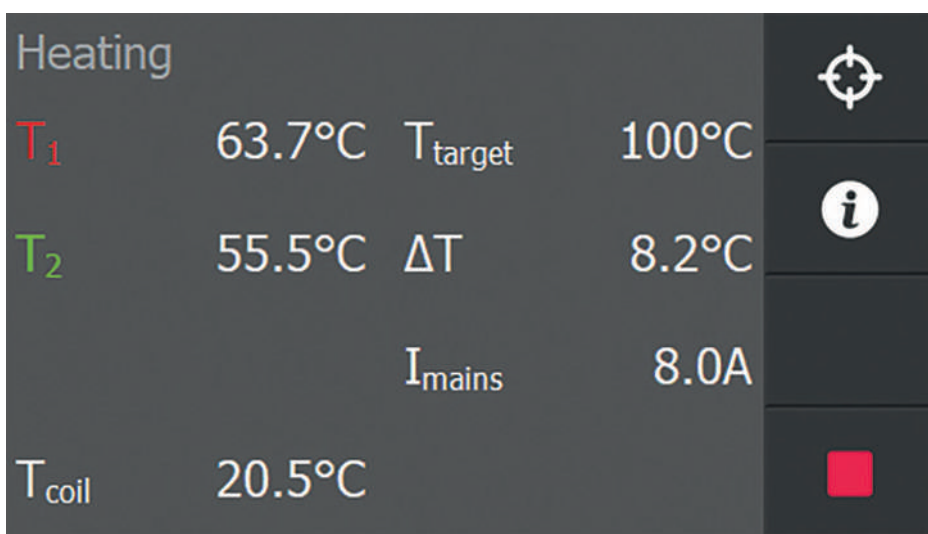 Heating
T1 63.7°C Ttarget 100°C
T2 55.5°C ΔT 8.2°C
Imains 8.0A
Tcoil 20.5°C
i